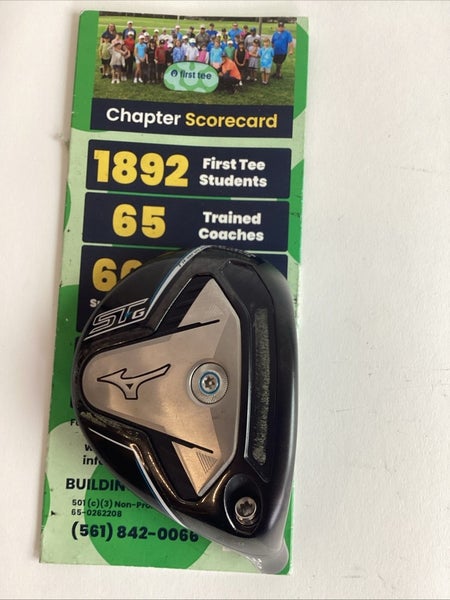 first tee
Chapter Scorecard
1892 First Tee
Students
65 Trained
Coaches
ST G
BUILDIN
501 (c)(3) Non-Pro
65-0262208
(561) 842-0066